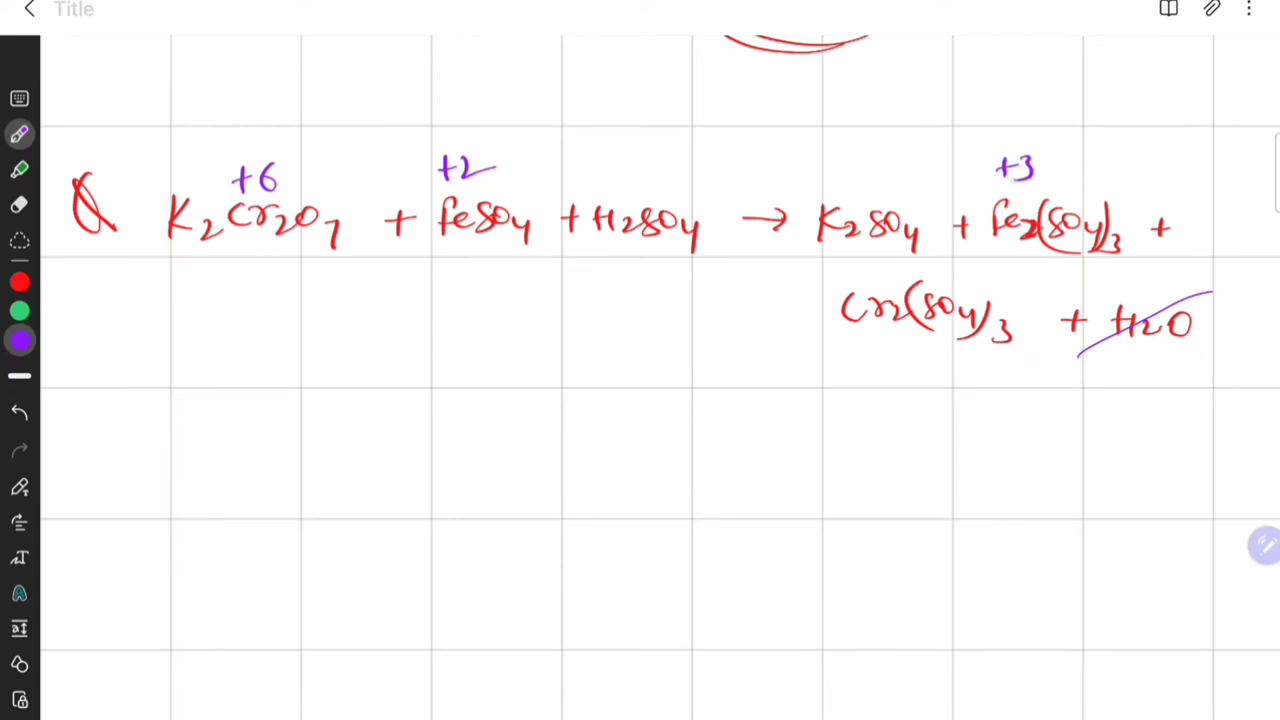 Title
+6 +2 +3
Q K2Cr2O7 + FeSO4 + H2SO4 → K2SO4 + Fe2(SO4)3 +
Cr2(SO4)3 + H2O